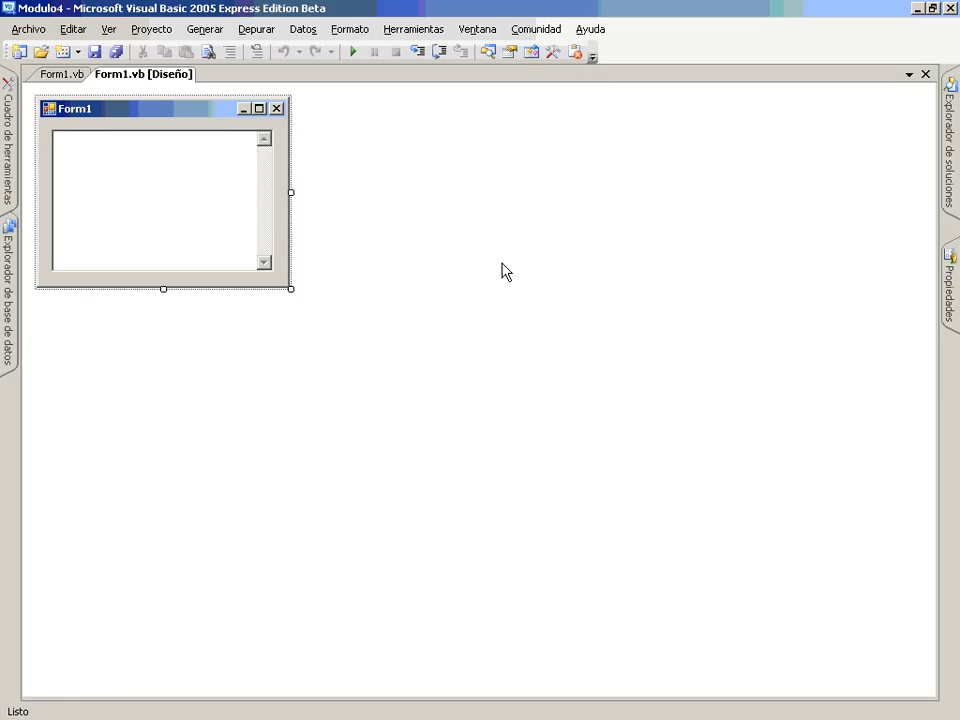 Modulo4 - Microsoft Visual Basic 2005 Express Edition Beta
Archivo Editar Ver Proyecto Generar Depurar Datos Formato Herramientas Ventana Comunidad Ayuda
Form1.vb Form1.vb [Diseño]
Form1
Cuadro de herramientas
Explorador de base de datos
Explorador de soluciones
Propiedades
Listo